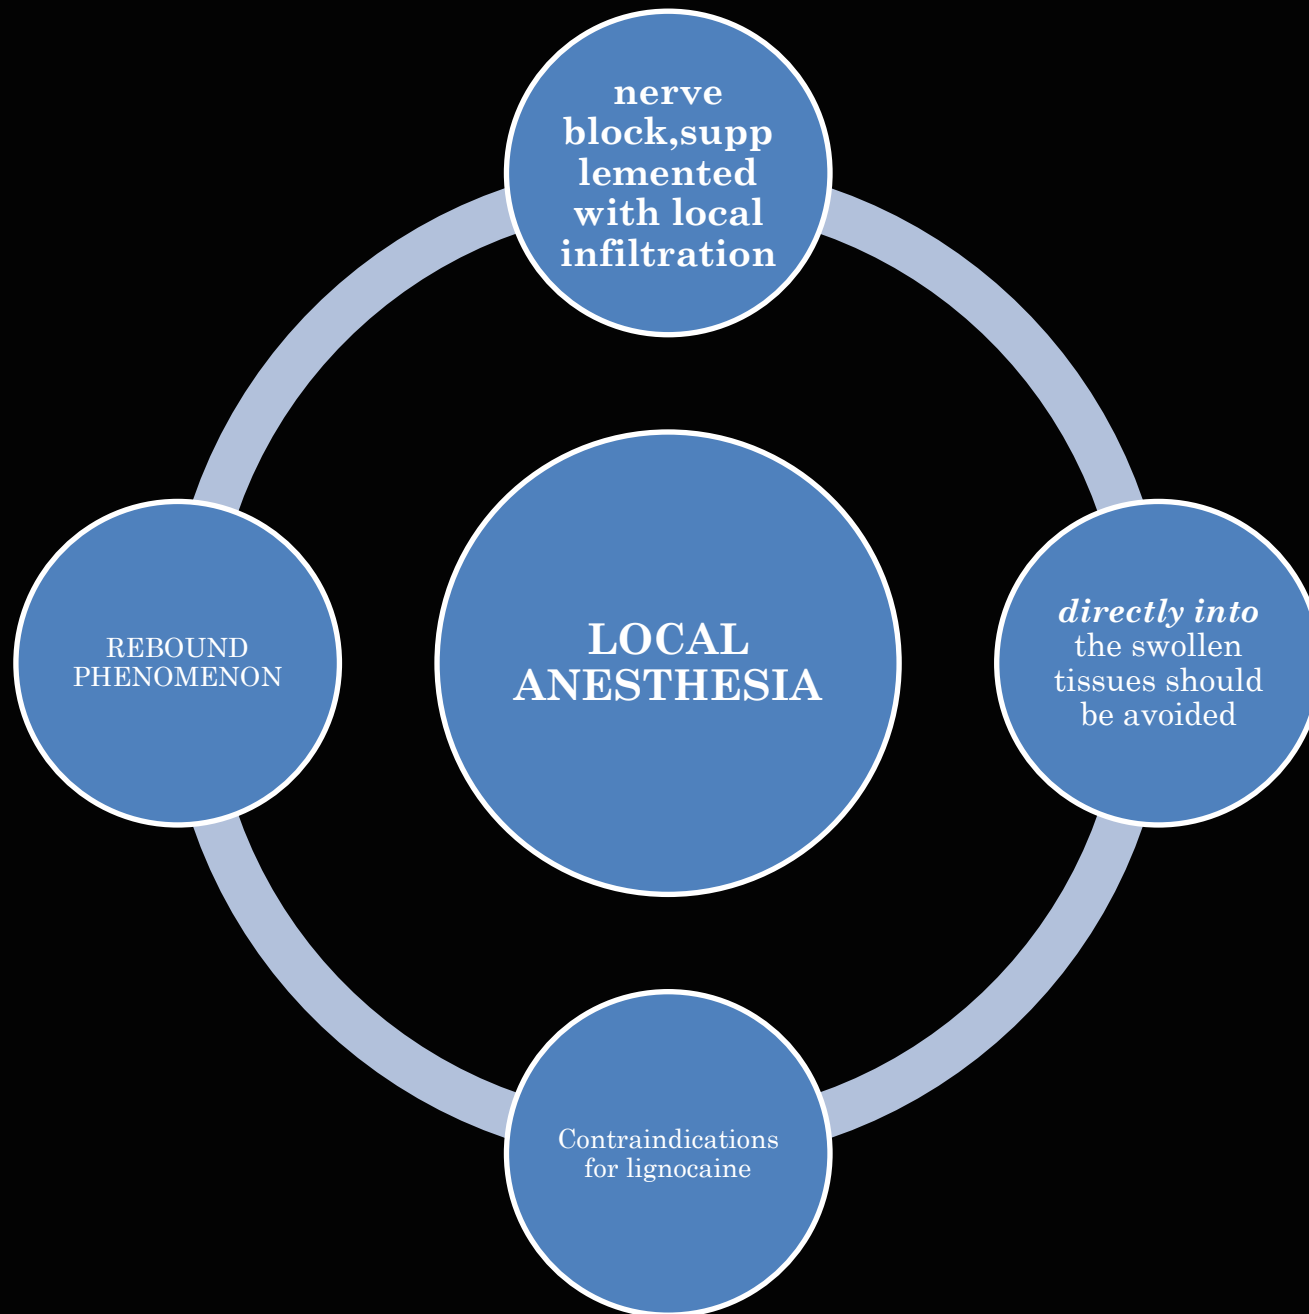 nerve
block,supp
lemented
with local
infiltration
REBOUND
PHENOMENON
LOCAL
ANESTHESIA
directly into
the swollen
tissues should
be avoided
Contraindications
for lignocaine